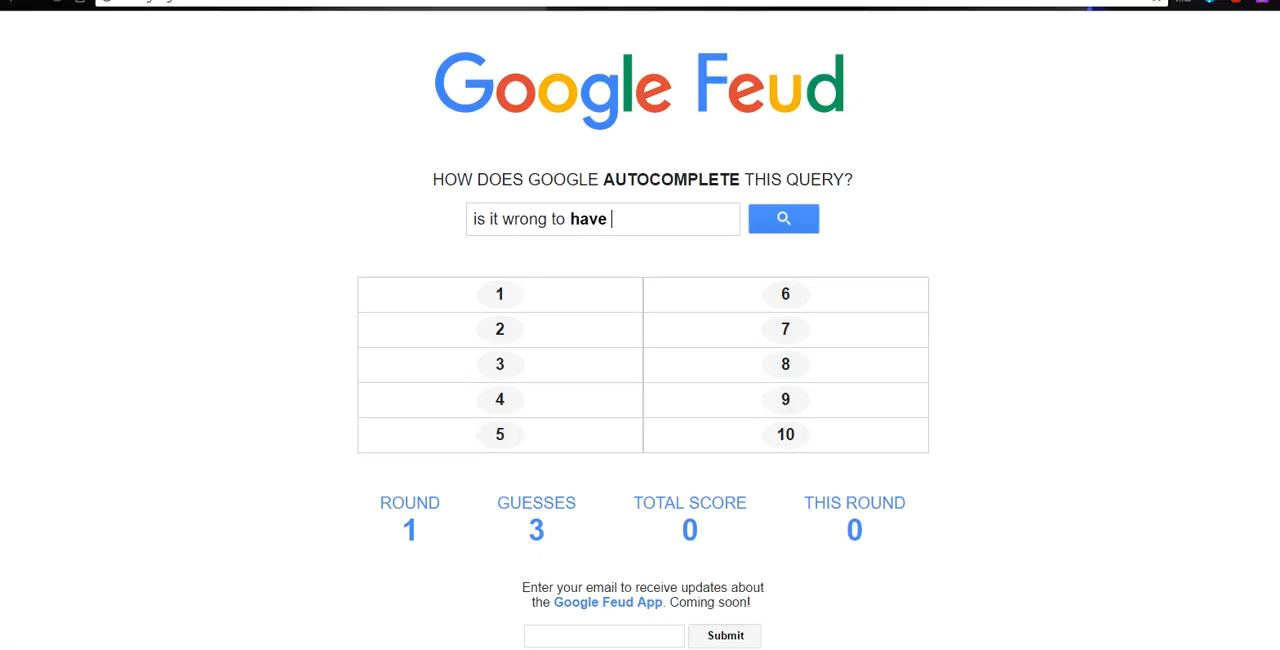 Google Feud
HOW DOES GOOGLE AUTOCOMPLETE THIS QUERY?
is it wrong to have
1 6
2 7
3 8
4 9
5 10
ROUND GUESSES TOTAL SCORE THIS ROUND
1 3 0 0
Enter your email to receive updates about
the Google Feud App. Coming soon!
Submit